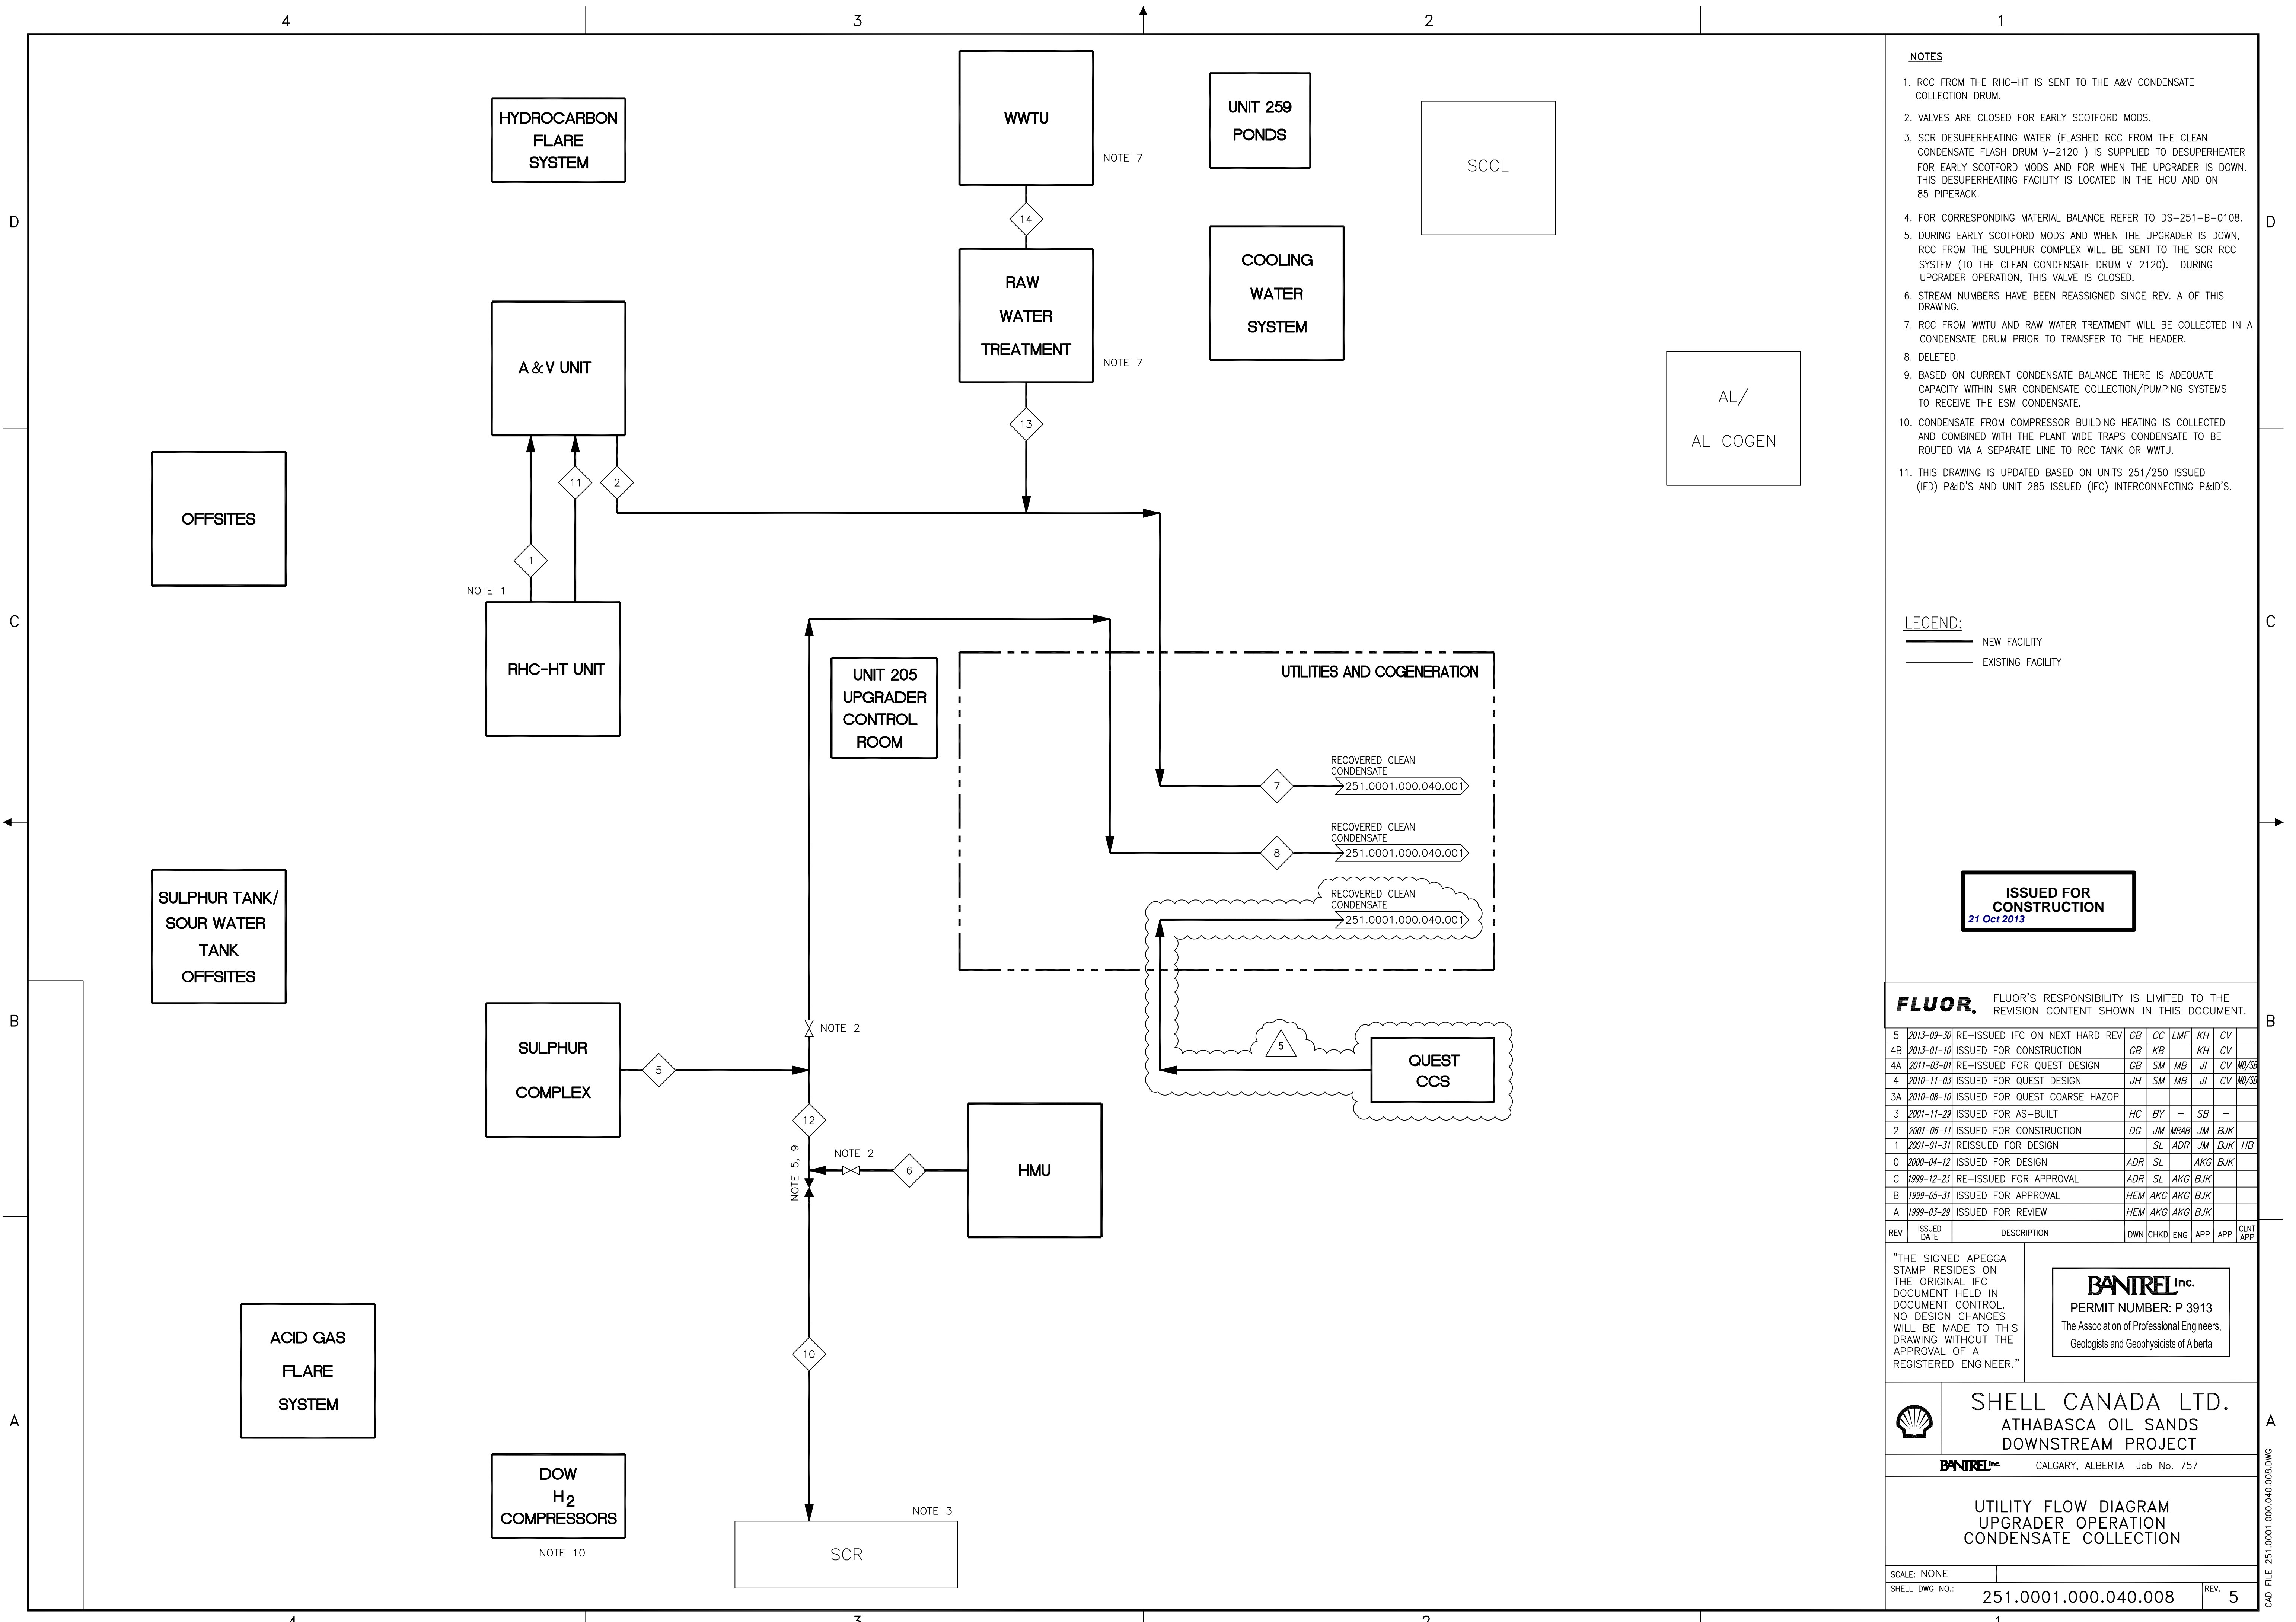 4
3
2
1
D
C
B
A
HYDROCARBON
FLARE
SYSTEM
WWTU
NOTE 7
UNIT 259
PONDS
SCCL
14
RAW
WATER
TREATMENT
NOTE 7
COOLING
WATER
SYSTEM
A & V UNIT
AL/
AL COGEN
13
11
2
1
OFFSITES
NOTE 1
RHC-HT UNIT
UNIT 205
UPGRADER
CONTROL
ROOM
UTILITIES AND COGENERATION
RECOVERED CLEAN
CONDENSATE
7
251.0001.000.040.001
RECOVERED CLEAN
CONDENSATE
8
251.0001.000.040.001
RECOVERED CLEAN
CONDENSATE
251.0001.000.040.001
SULPHUR TANK/
SOUR WATER
TANK
OFFSITES
NOTE 2
SULPHUR
COMPLEX
5
5
QUEST
CCS
12
NOTE 5, 9
NOTE 2
6
HMU
10
ACID GAS
FLARE
SYSTEM
DOW
H2
COMPRESSORS
NOTE 10
NOTE 3
SCR
NOTES
1. RCC FROM THE RHC-HT IS SENT TO THE A&V CONDENSATE
COLLECTION DRUM.
2. VALVES ARE CLOSED FOR EARLY SCOTFORD MODS.
3. SCR DESUPERHEATING WATER (FLASHED RCC FROM THE CLEAN
CONDENSATE FLASH DRUM V-2120 ) IS SUPPLIED TO DESUPERHEATER
FOR EARLY SCOTFORD MODS AND FOR WHEN THE UPGRADER IS DOWN.
THIS DESUPERHEATING FACILITY IS LOCATED IN THE HCU AND ON
85 PIPERACK.
4. FOR CORRESPONDING MATERIAL BALANCE REFER TO DS-251-B-0108.
5. DURING EARLY SCOTFORD MODS AND WHEN THE UPGRADER IS DOWN,
RCC FROM THE SULPHUR COMPLEX WILL BE SENT TO THE SCR RCC
SYSTEM (TO THE CLEAN CONDENSATE DRUM V-2120). DURING
UPGRADER OPERATION, THIS VALVE IS CLOSED.
6. STREAM NUMBERS HAVE BEEN REASSIGNED SINCE REV. A OF THIS
DRAWING.
7. RCC FROM WWTU AND RAW WATER TREATMENT WILL BE COLLECTED IN A
CONDENSATE DRUM PRIOR TO TRANSFER TO THE HEADER.
8. DELETED.
9. BASED ON CURRENT CONDENSATE BALANCE THERE IS ADEQUATE
CAPACITY WITHIN SMR CONDENSATE COLLECTION/PUMPING SYSTEMS
TO RECEIVE THE ESM CONDENSATE.
10. CONDENSATE FROM COMPRESSOR BUILDING HEATING IS COLLECTED
AND COMBINED WITH THE PLANT WIDE TRAPS CONDENSATE TO BE
ROUTED VIA A SEPARATE LINE TO RCC TANK OR WWTU.
11. THIS DRAWING IS UPDATED BASED ON UNITS 251/250 ISSUED
(IFD) P&ID'S AND UNIT 285 ISSUED (IFC) INTERCONNECTING P&ID'S.
LEGEND:
NEW FACILITY
EXISTING FACILITY
ISSUED FOR
CONSTRUCTION
21 Oct 2013
FLUOR. FLUOR'S RESPONSIBILITY IS LIMITED TO THE
REVISION CONTENT SHOWN IN THIS DOCUMENT.
5 2013-09-30 RE-ISSUED IFC ON NEXT HARD REV GB CC LMF KH CV
4B 2013-01-10 ISSUED FOR CONSTRUCTION GB KB KH CV
4A 2011-03-01 RE-ISSUED FOR QUEST DESIGN GB SM MB JI CV MD/SB
4 2010-11-03 ISSUED FOR QUEST DESIGN JH SM MB JI CV MD/SB
3A 2010-08-10 ISSUED FOR QUEST COARSE HAZOP
3 2001-11-29 ISSUED FOR AS-BUILT HC BY - SB -
2 2001-06-11 ISSUED FOR CONSTRUCTION DG JM MRAB JM BJK
1 2001-01-31 REISSUED FOR DESIGN SL ADR JM BJK HB
0 2000-04-12 ISSUED FOR DESIGN ADR SL AKG BJK
C 1999-12-23 RE-ISSUED FOR APPROVAL ADR SL AKG BJK
B 1999-05-31 ISSUED FOR APPROVAL HEM AKG AKG BJK
A 1999-03-29 ISSUED FOR REVIEW HEM AKG AKG BJK
REV ISSUED DATE DESCRIPTION DWN CHKD ENG APP APP CLNT APP
"THE SIGNED APEGGA
STAMP RESIDES ON
THE ORIGINAL IFC
DOCUMENT HELD IN
DOCUMENT CONTROL.
NO DESIGN CHANGES
WILL BE MADE TO THIS
DRAWING WITHOUT THE
APPROVAL OF A
REGISTERED ENGINEER."
BANTREL Inc.
PERMIT NUMBER: P 3913
The Association of Professional Engineers,
Geologists and Geophysicists of Alberta
SHELL CANADA LTD.
ATHABASCA OIL SANDS
DOWNSTREAM PROJECT
BANTREL Inc. CALGARY, ALBERTA Job No. 757
UTILITY FLOW DIAGRAM
UPGRADER OPERATION
CONDENSATE COLLECTION
SCALE: NONE
SHELL DWG NO.: 251.0001.000.040.008 REV. 5
CAD FILE 251.0001.000.040.008.DWG
D
C
B
A
4
3
2
1